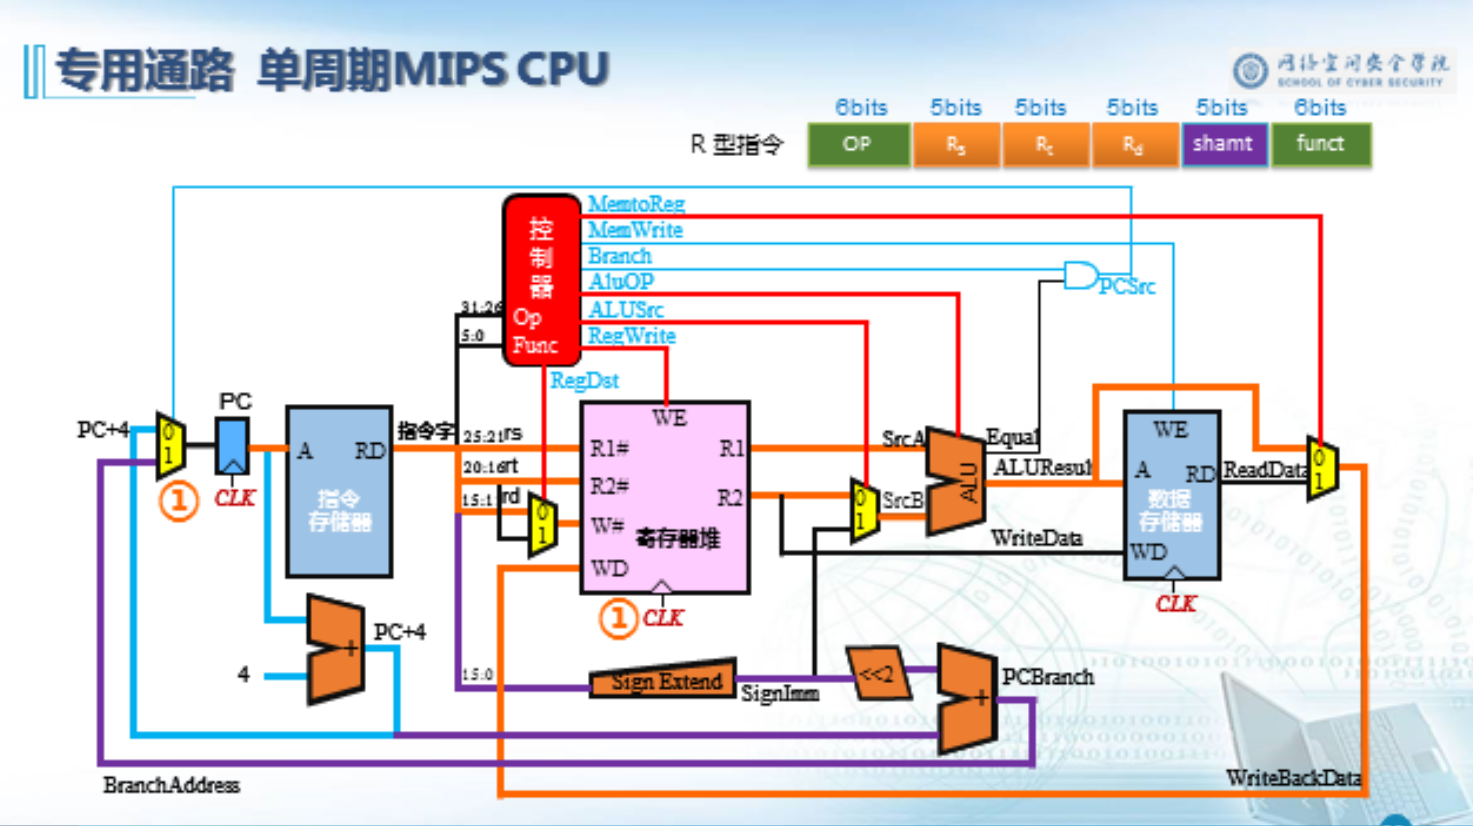 专用通路 单周期MIPS CPU
网络空间安全学院
SCHOOL OF CYBER SECURITY
6bits 5bits 5bits 5bits 5bits 6bits
R 型指令 OP Rs Rt Rd shamt funct
MemtoReg
MemWrite
Branch
AluOP
ALUSrc
RegWrite
RegDst
控制器
Op
Func
31:26
5:0
PCSrc
PC+4
0
1
PC
CLK
①
A RD
指令
存储器
指令字
25:21 rs
20:16 rt
15:11 rd
0
1
WE
R1# R1
R2# R2
W#
寄存器堆
WD
①
CLK
SrcA
0
1
SrcB
ALU
Equal
ALUResult
WriteData
WE
A RD
数据
存储器
WD
CLK
ReadData
0
1
4
+
PC+4
15:0
Sign Extend
SignImm
<<2
+
PCBranch
BranchAddress
WriteBackData